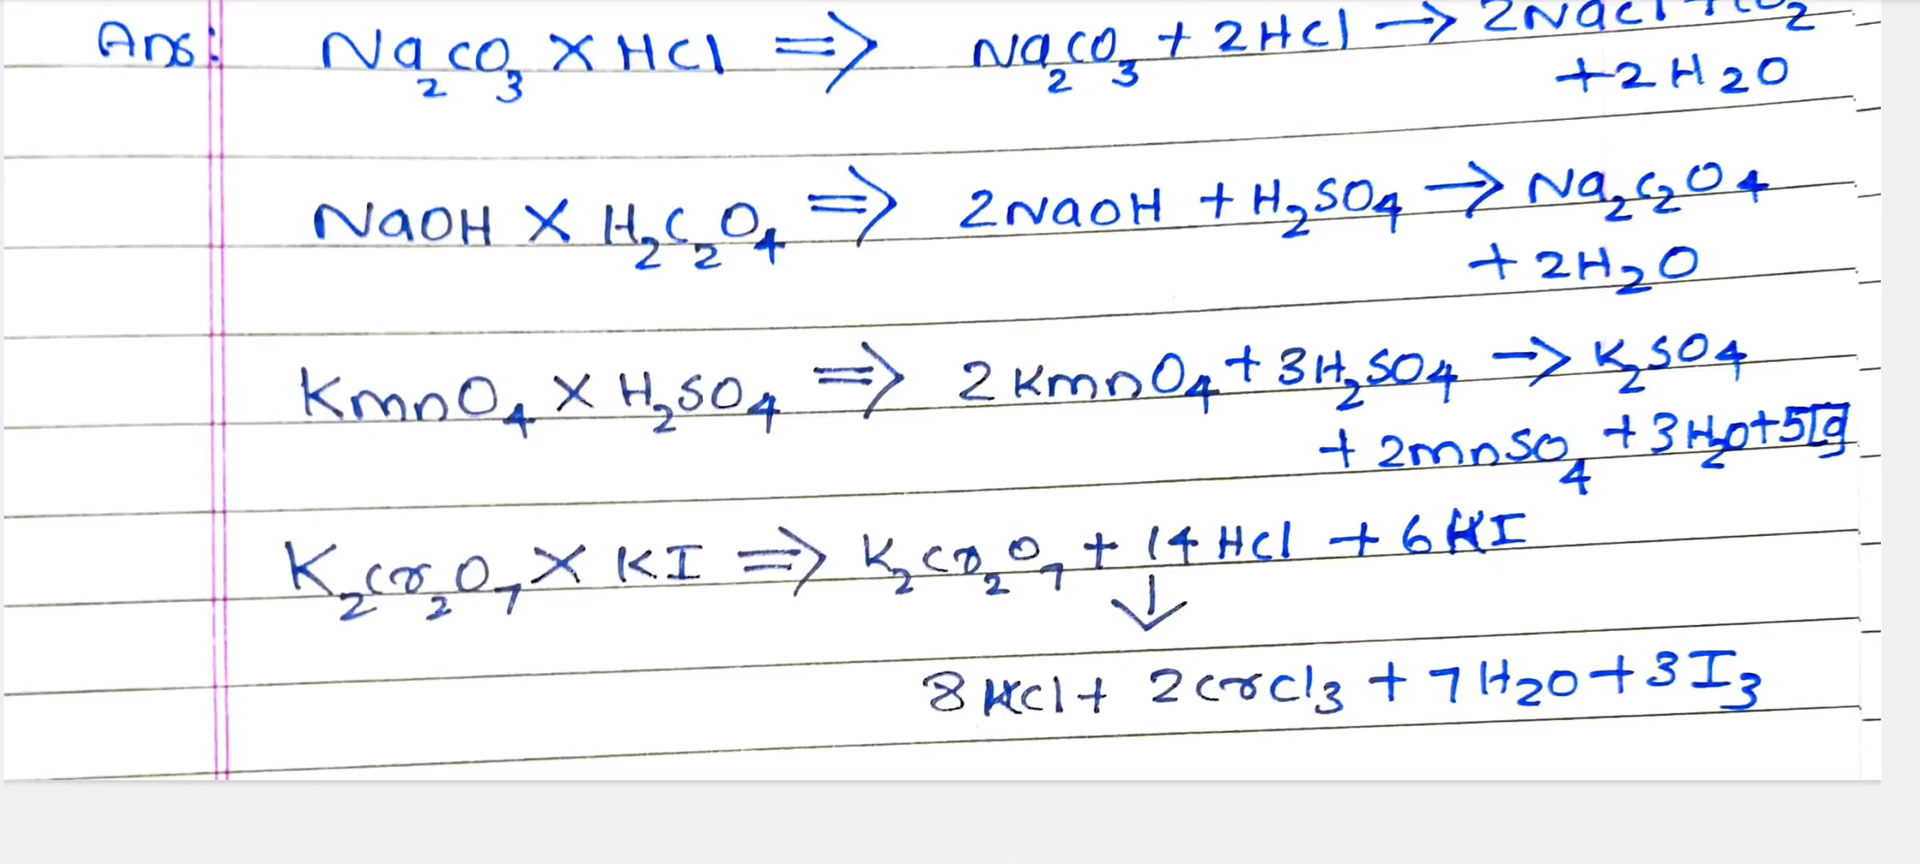 Ans: Na2CO3 X HCl => Na2CO3 + 2HCl -> 2NaCl
+2H2O
NaOH X H2C2O4 => 2NaOH + H2SO4 -> Na2C2O4
+ 2H2O
KmnO4 X H2SO4 => 2KmnO4 + 3H2SO4 -> K2SO4
+ 2mnSO4 + 3H2O + 5[9]
K2Cr2O7 X KI => K2Cr2O7 + 14HCl + 6KI
↓
8KCl + 2CrCl3 + 7H2O + 3I3